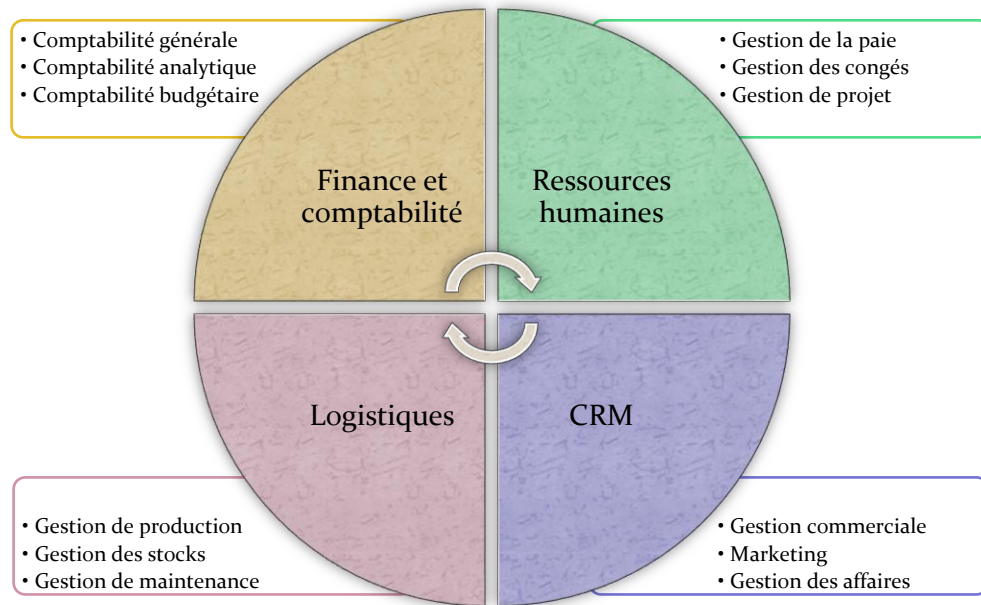 • Comptabilité générale
• Comptabilité analytique
• Comptabilité budgétaire
• Gestion de la paie
• Gestion des congés
• Gestion de projet
Finance et
comptabilité
Ressources
humaines
Logistiques
CRM
• Gestion de production
• Gestion des stocks
• Gestion de maintenance
• Gestion commerciale
• Marketing
• Gestion des affaires